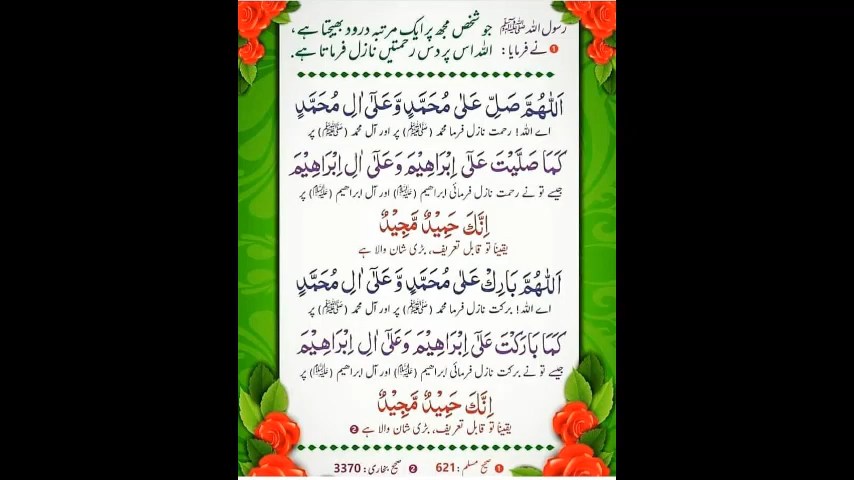 رسول اللہ ﷺ جو شخص مجھ پر ایک مرتبہ درود بھیجتا ہے،
❶ نے فرمایا: اللہ اس پر دس رحمتیں نازل فرماتا ہے.
اَللّٰهُمَّ صَلِّ عَلٰى مُحَمَّدٍ وَّعَلٰٓى اٰلِ مُحَمَّدٍ
اے اللہ! رحمت نازل فرما محمد (ﷺ) پر اور آل محمد (ﷺ) پر
كَمَا صَلَّيْتَ عَلٰٓى اِبْرَاهِيْمَ وَعَلٰٓى اٰلِ اِبْرَاهِيْمَ
جیسے تو نے رحمت نازل فرمائی ابراھیم (علیہ السلام) اور آل ابراھیم (علیہ السلام) پر
اِنَّكَ حَمِيْدٌ مَّجِيْدٌ
یقینًا تو قابل تعریف، بڑی شان والا ہے
اَللّٰهُمَّ بَارِكْ عَلٰى مُحَمَّدٍ وَّعَلٰٓى اٰلِ مُحَمَّدٍ
اے اللہ! برکت نازل فرما محمد (ﷺ) پر اور آل محمد (ﷺ) پر
كَمَا بَارَكْتَ عَلٰٓى اِبْرَاهِيْمَ وَعَلٰٓى اٰلِ اِبْرَاهِيْمَ
جیسے تو نے برکت نازل فرمائی ابراھیم (علیہ السلام) اور آل ابراھیم (علیہ السلام) پر
اِنَّكَ حَمِيْدٌ مَّجِيْدٌ
یقینًا تو قابل تعریف، بڑی شان والا ہے ❷
❶ صحیح مسلم: 621 ❷ صحیح بخاری: 3370